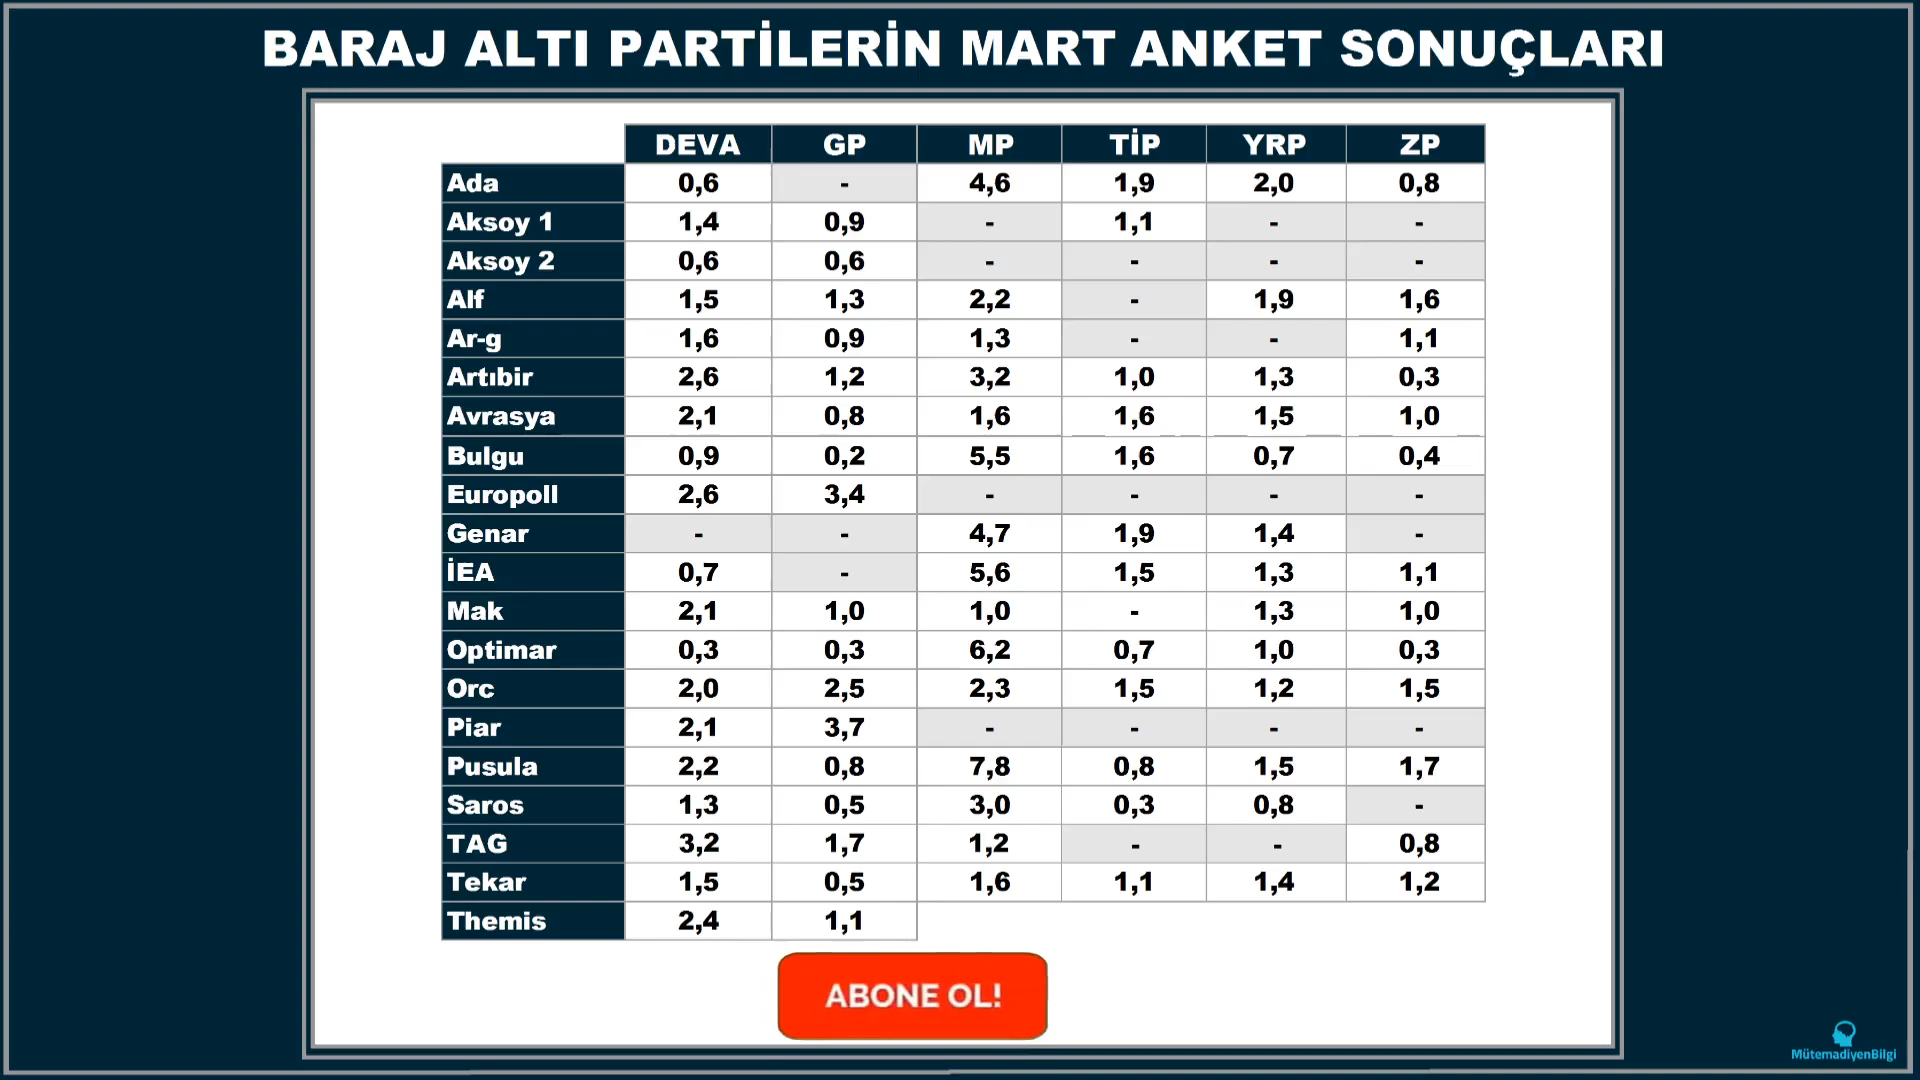 BARAJ ALTI PARTİLERİN MART ANKET SONUÇLARI
DEVA GP MP TİP YRP ZP
Ada 0,6 - 4,6 1,9 2,0 0,8
Aksoy 1 1,4 0,9 - 1,1 - -
Aksoy 2 0,6 0,6 - - - -
Alf 1,5 1,3 2,2 - 1,9 1,6
Ar-g 1,6 0,9 1,3 - - 1,1
Artıbir 2,6 1,2 3,2 1,0 1,3 0,3
Avrasya 2,1 0,8 1,6 1,6 1,5 1,0
Bulgu 0,9 0,2 5,5 1,6 0,7 0,4
Europoll 2,6 3,4 - - - -
Genar - - 4,7 1,9 1,4 -
İEA 0,7 - 5,6 1,5 1,3 1,1
Mak 2,1 1,0 1,0 - 1,3 1,0
Optimar 0,3 0,3 6,2 0,7 1,0 0,3
Orc 2,0 2,5 2,3 1,5 1,2 1,5
Piar 2,1 3,7 - - - -
Pusula 2,2 0,8 7,8 0,8 1,5 1,7
Saros 1,3 0,5 3,0 0,3 0,8 -
TAG 3,2 1,7 1,2 - - 0,8
Tekar 1,5 0,5 1,6 1,1 1,4 1,2
Themis 2,4 1,1
ABONE OL!
MütemadiyenBilgi